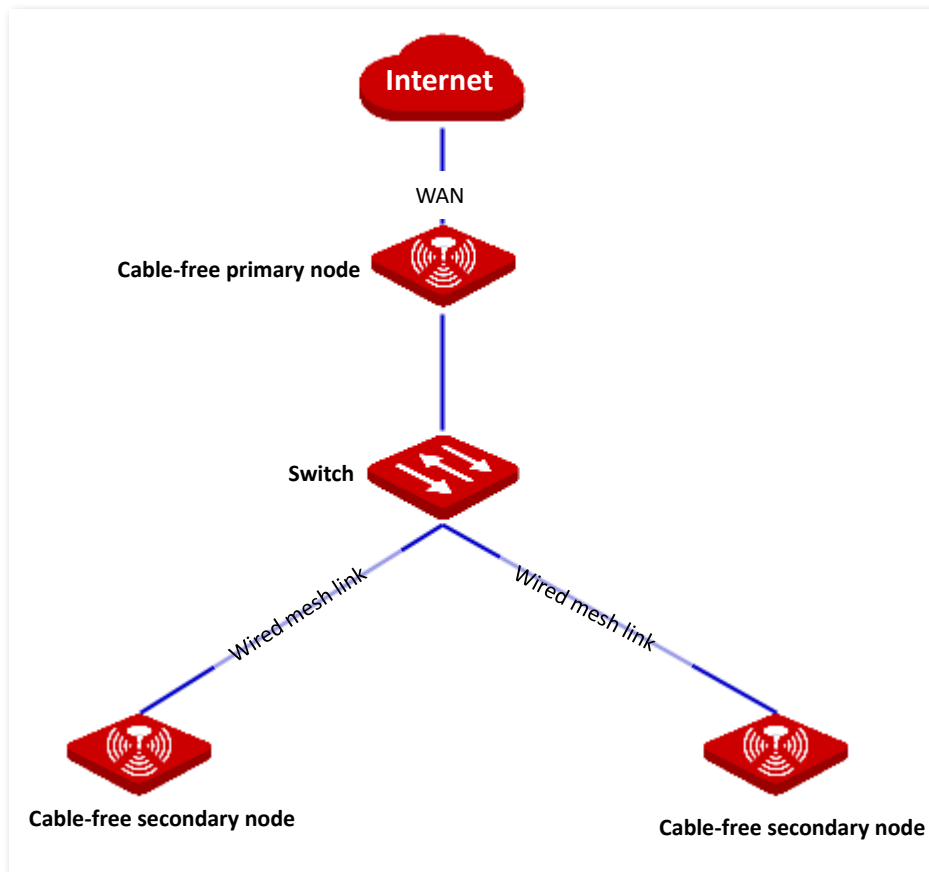 Internet
WAN
Cable-free primary node
Switch
Wired mesh link
Wired mesh link
Cable-free secondary node
Cable-free secondary node